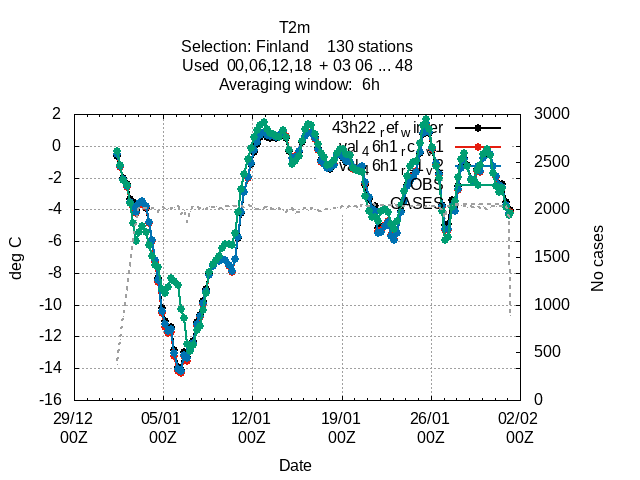 T2m
Selection: Finland 130 stations
Used 00,06,12,18 + 03 06 ... 48
Averaging window: 6h
2
0
-2
-4
-6
-8
-10
-12
-14
-16
deg C
3000
2500
2000
1500
1000
500
0
No cases
OBS
CASES
29/12 05/01 12/01 19/01 26/01 02/02
00Z 00Z 00Z 00Z 00Z 00Z
Date